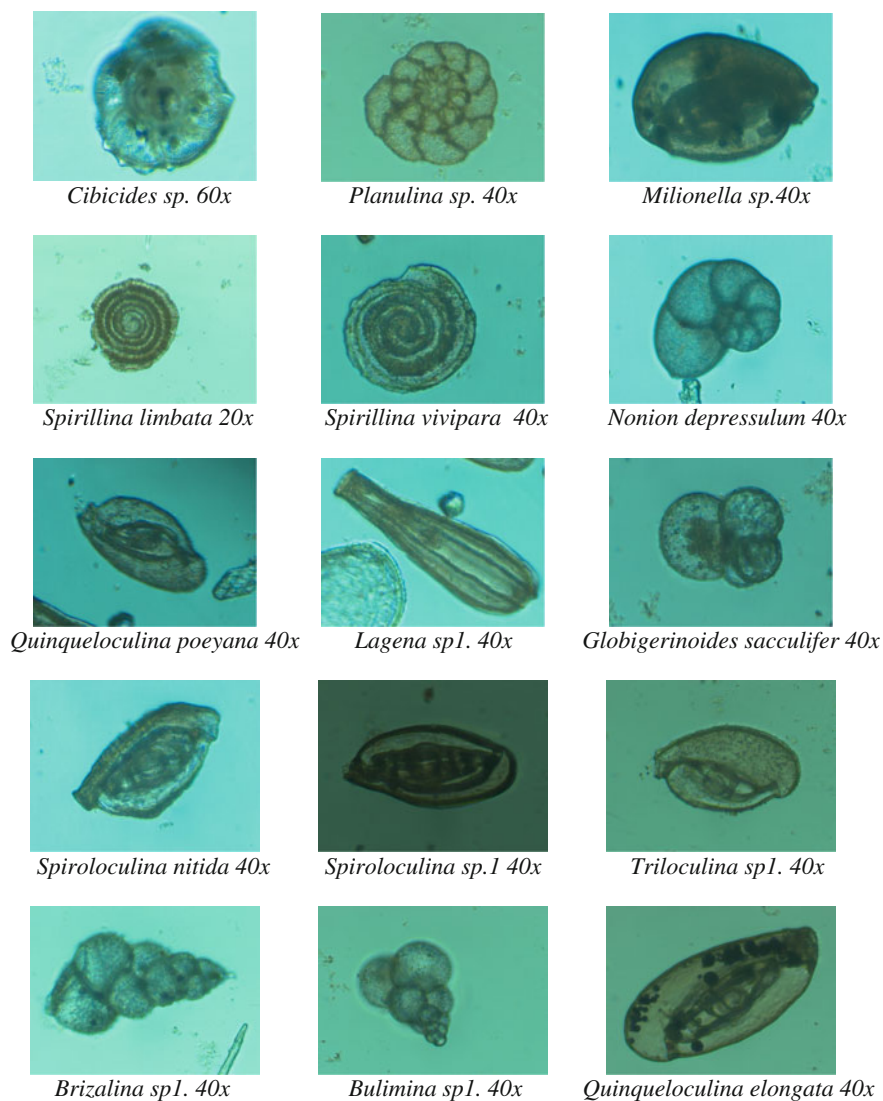 Cibicides sp. 60x
Planulina sp. 40x
Milionella sp.40x
Spirillina limbata 20x
Spirillina vivipara 40x
Nonion depressulum 40x
Quinqueloculina poeyana 40x
Lagena sp1. 40x
Globigerinoides sacculifer 40x
Spiroloculina nitida 40x
Spiroloculina sp.1 40x
Triloculina sp1. 40x
Brizalina sp1. 40x
Bulimina sp1. 40x
Quinqueloculina elongata 40x